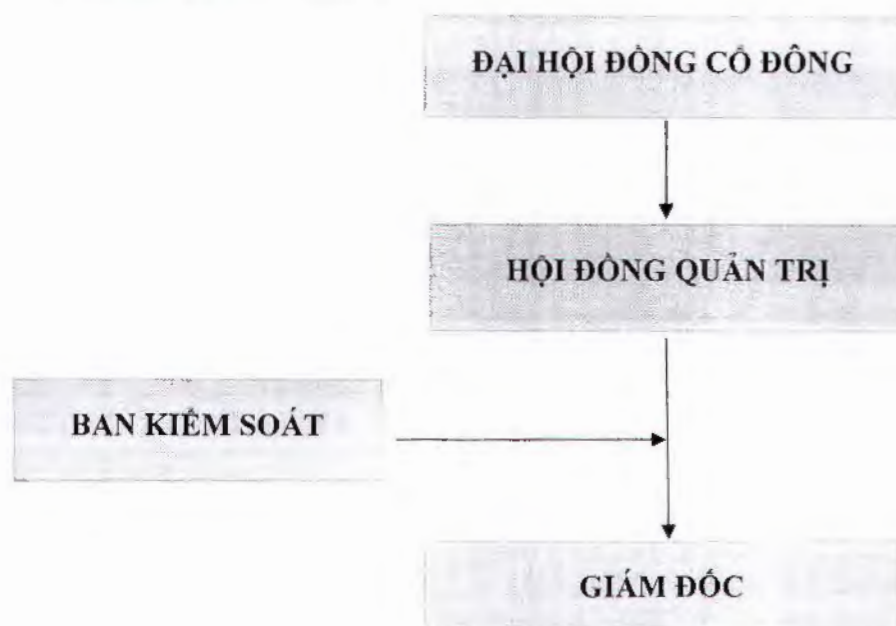 ĐẠI HỘI ĐỒNG CỔ ĐÔNG
HỘI ĐỒNG QUẢN TRỊ
BAN KIỂM SOÁT
GIÁM ĐỐC